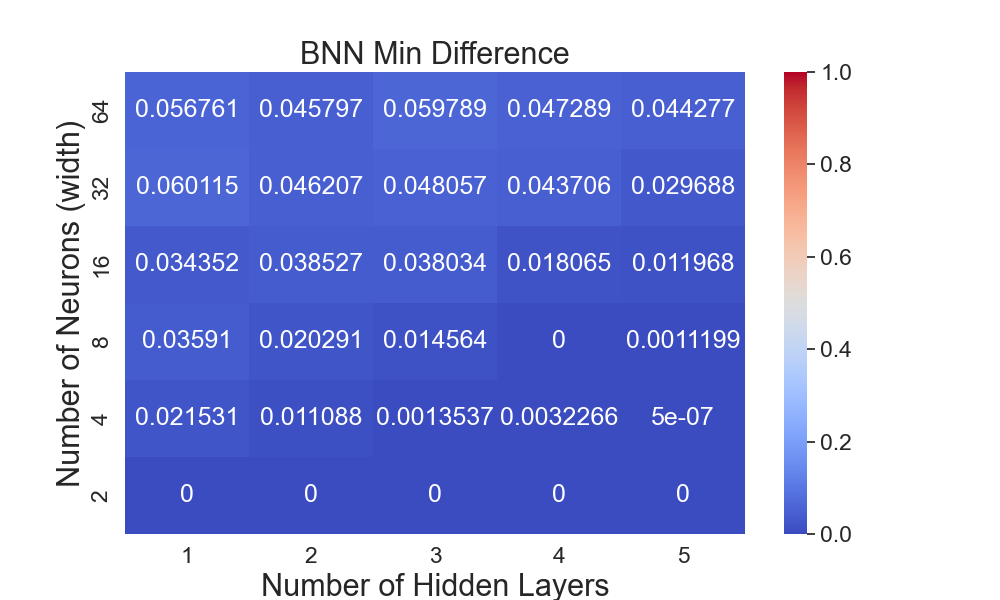 BNN Min Difference
Number of Neurons (width)
64 0.056761 0.045797 0.059789 0.047289 0.044277
32 0.060115 0.046207 0.048057 0.043706 0.029688
16 0.034352 0.038527 0.038034 0.018065 0.011968
8 0.03591 0.020291 0.014564 0 0.0011199
4 0.021531 0.011088 0.0013537 0.0032266 5e-07
2 0 0 0 0 0
1 2 3 4 5
Number of Hidden Layers
1.0
0.8
0.6
0.4
0.2
0.0